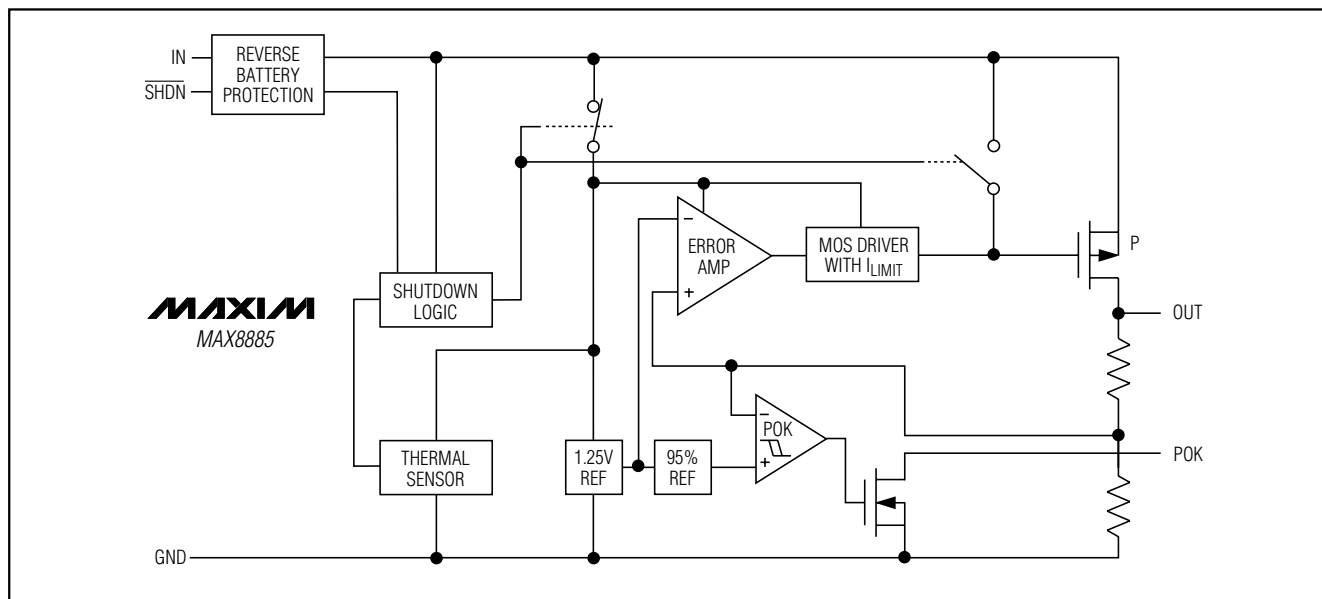 IN
SHDN
REVERSE
BATTERY
PROTECTION
P
ERROR
AMP
−
+
MOS DRIVER
WITH ILIMIT
SHUTDOWN
LOGIC
MAXIM
MAX8885
OUT
THERMAL
SENSOR
1.25V
REF
95%
REF
−
POK
+
POK
GND